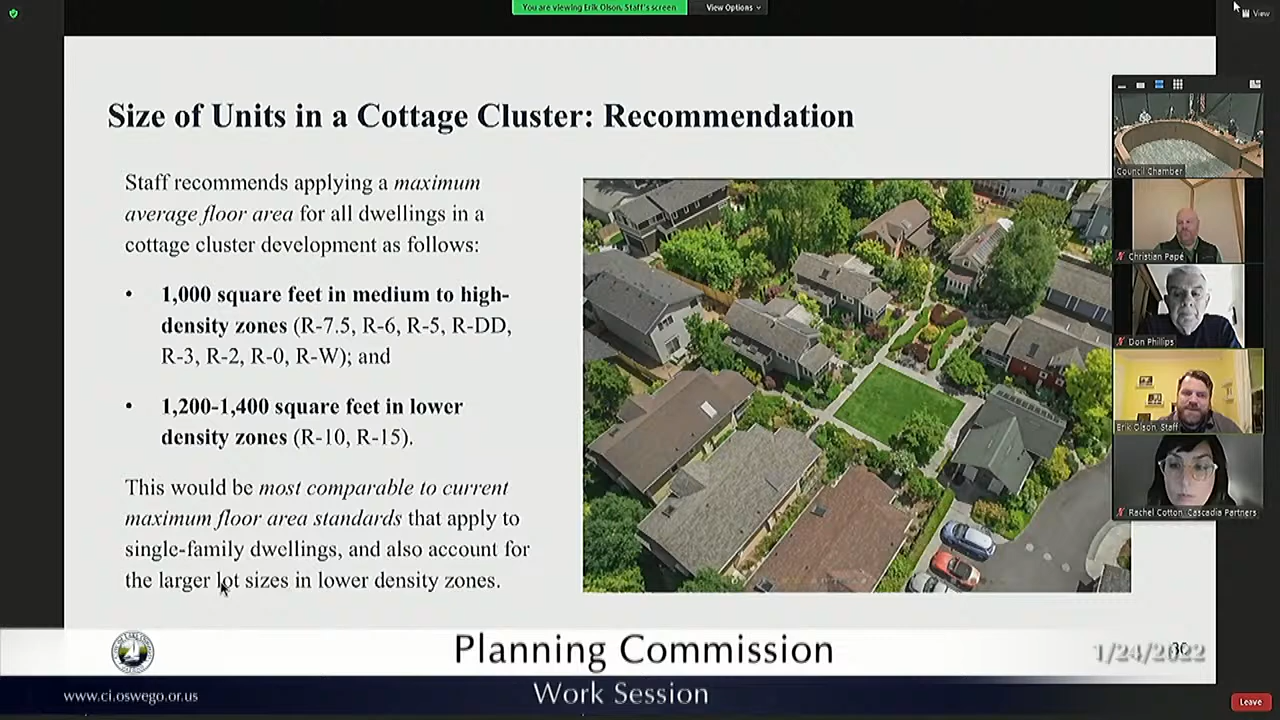 You are viewing Erik Olson, Staff's screen
View Options
View
Size of Units in a Cottage Cluster: Recommendation
Staff recommends applying a maximum
average floor area for all dwellings in a
cottage cluster development as follows:
• 1,000 square feet in medium to high-
density zones (R-7.5, R-6, R-5, R-DD,
R-3, R-2, R-0, R-W); and
• 1,200-1,400 square feet in lower
density zones (R-10, R-15).
This would be most comparable to current
maximum floor area standards that apply to
single-family dwellings, and also account for
the larger lot sizes in lower density zones.
Council Chamber
Christian Papé
Don Phillips
Erik Olson, Staff
Rachel Cotton, Cascadia Partners
Planning Commission
1/24/2022
Work Session
www.ci.oswego.or.us
Leave